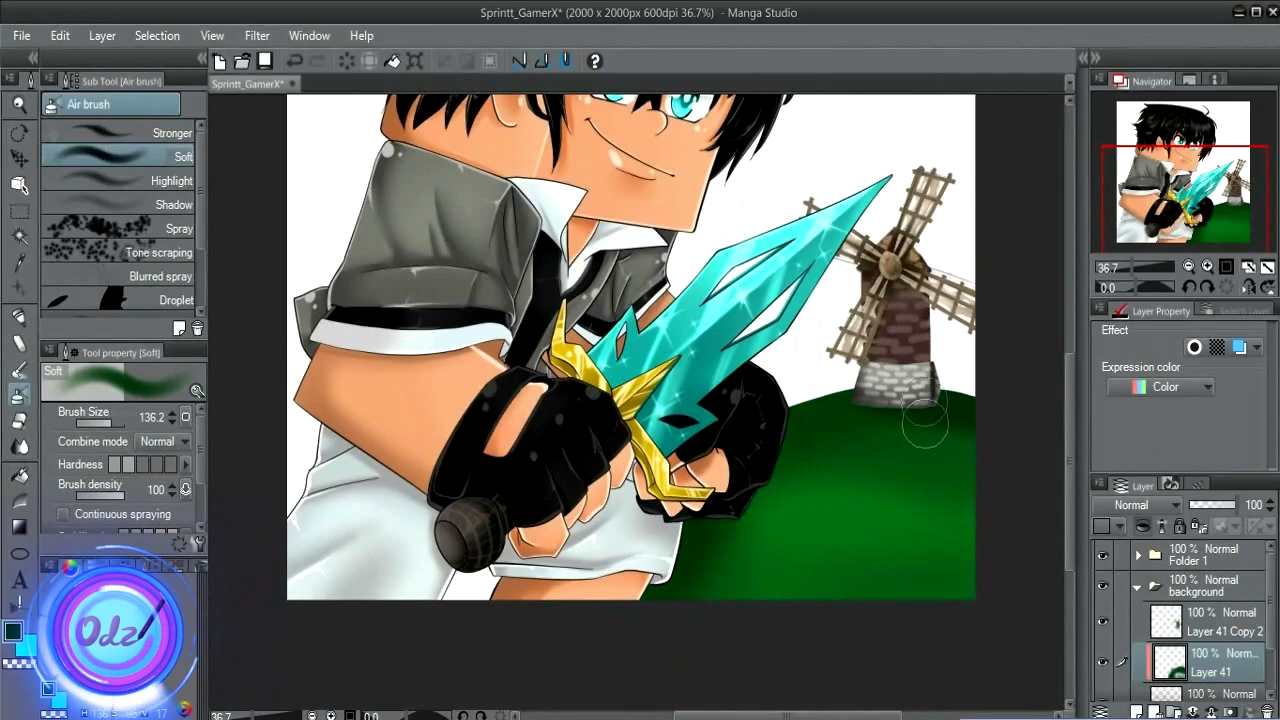 Sprintt_GamerX* (2000 x 2000px 600dpi 36.7%) - Manga Studio
File Edit Layer Selection View Filter Window Help
Sub Tool [Air brush]
Sprintt_GamerX*
Navigator
Air brush
Stronger
Soft
Highlight
Shadow
Spray
Tone scraping
Blurred spray
Droplet
36.7
0.0
Layer Property
Effect
Expression color
Color
Tool property [Soft]
Soft
Brush Size 136.2
Combine mode Normal
Hardness
Brush density 100
Continuous spraying
Layer
Normal 100
100 % Normal
Folder 1
100 % Normal
background
100 % Normal
Layer 41 Copy 2
100 % Norm...
Layer 41
100 % Normal
Odz
36.7 0.0